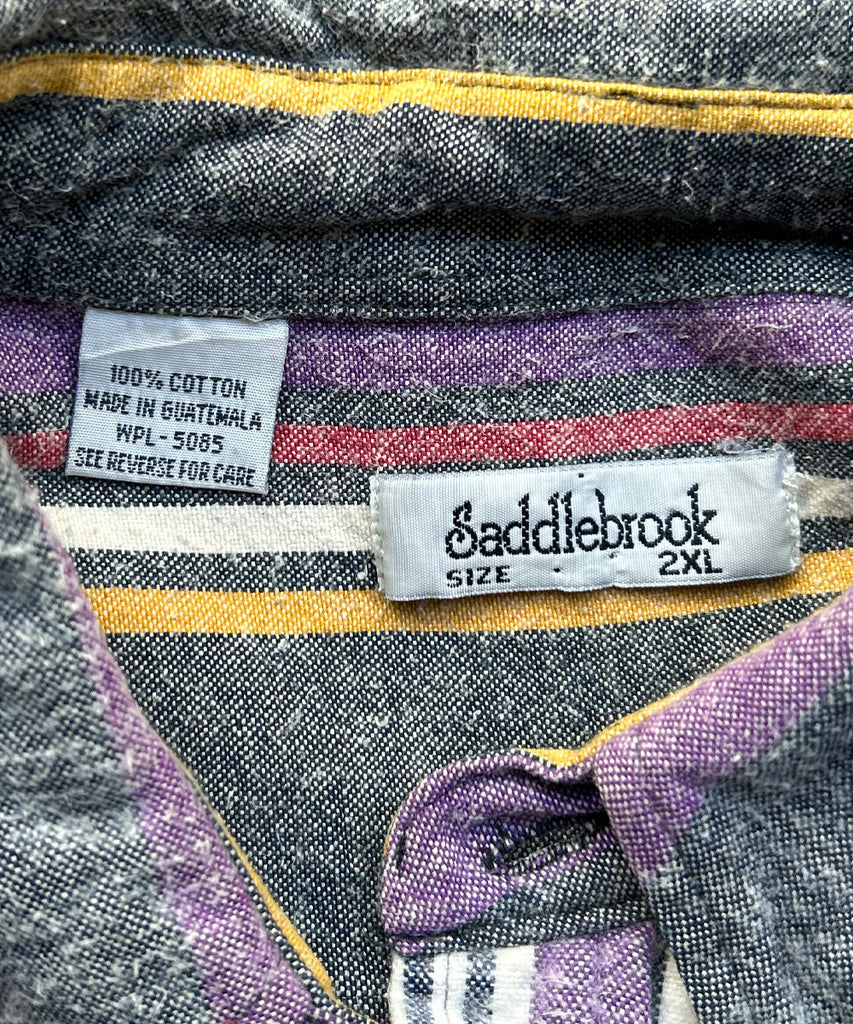 100% COTTON
MADE IN GUATEMALA
WPL-5085
SEE REVERSE FOR CARE
Saddlebrook
SIZE 2XL